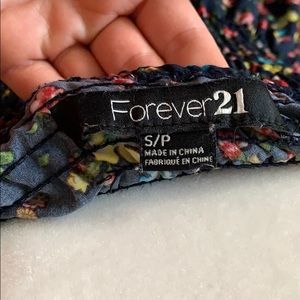 Forever21
S/P
MADE IN CHINA
FABRIQUÉ EN CHINE